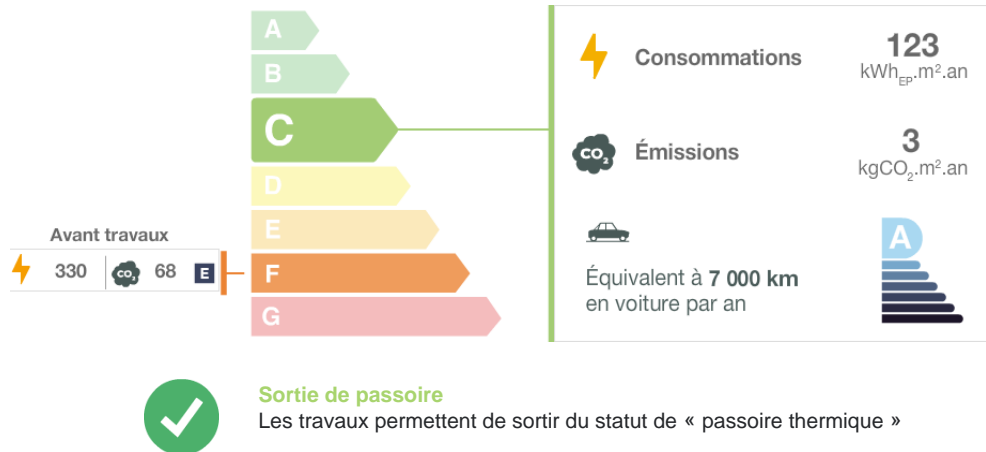 A
B
C
D
E
F
G
Avant travaux
330 CO₂ 68 E
Consommations 123
kWhEP.m².an
CO₂ Émissions 3
kgCO₂.m².an
A
Équivalent à 7 000 km
en voiture par an
Sortie de passoire
Les travaux permettent de sortir du statut de « passoire thermique »